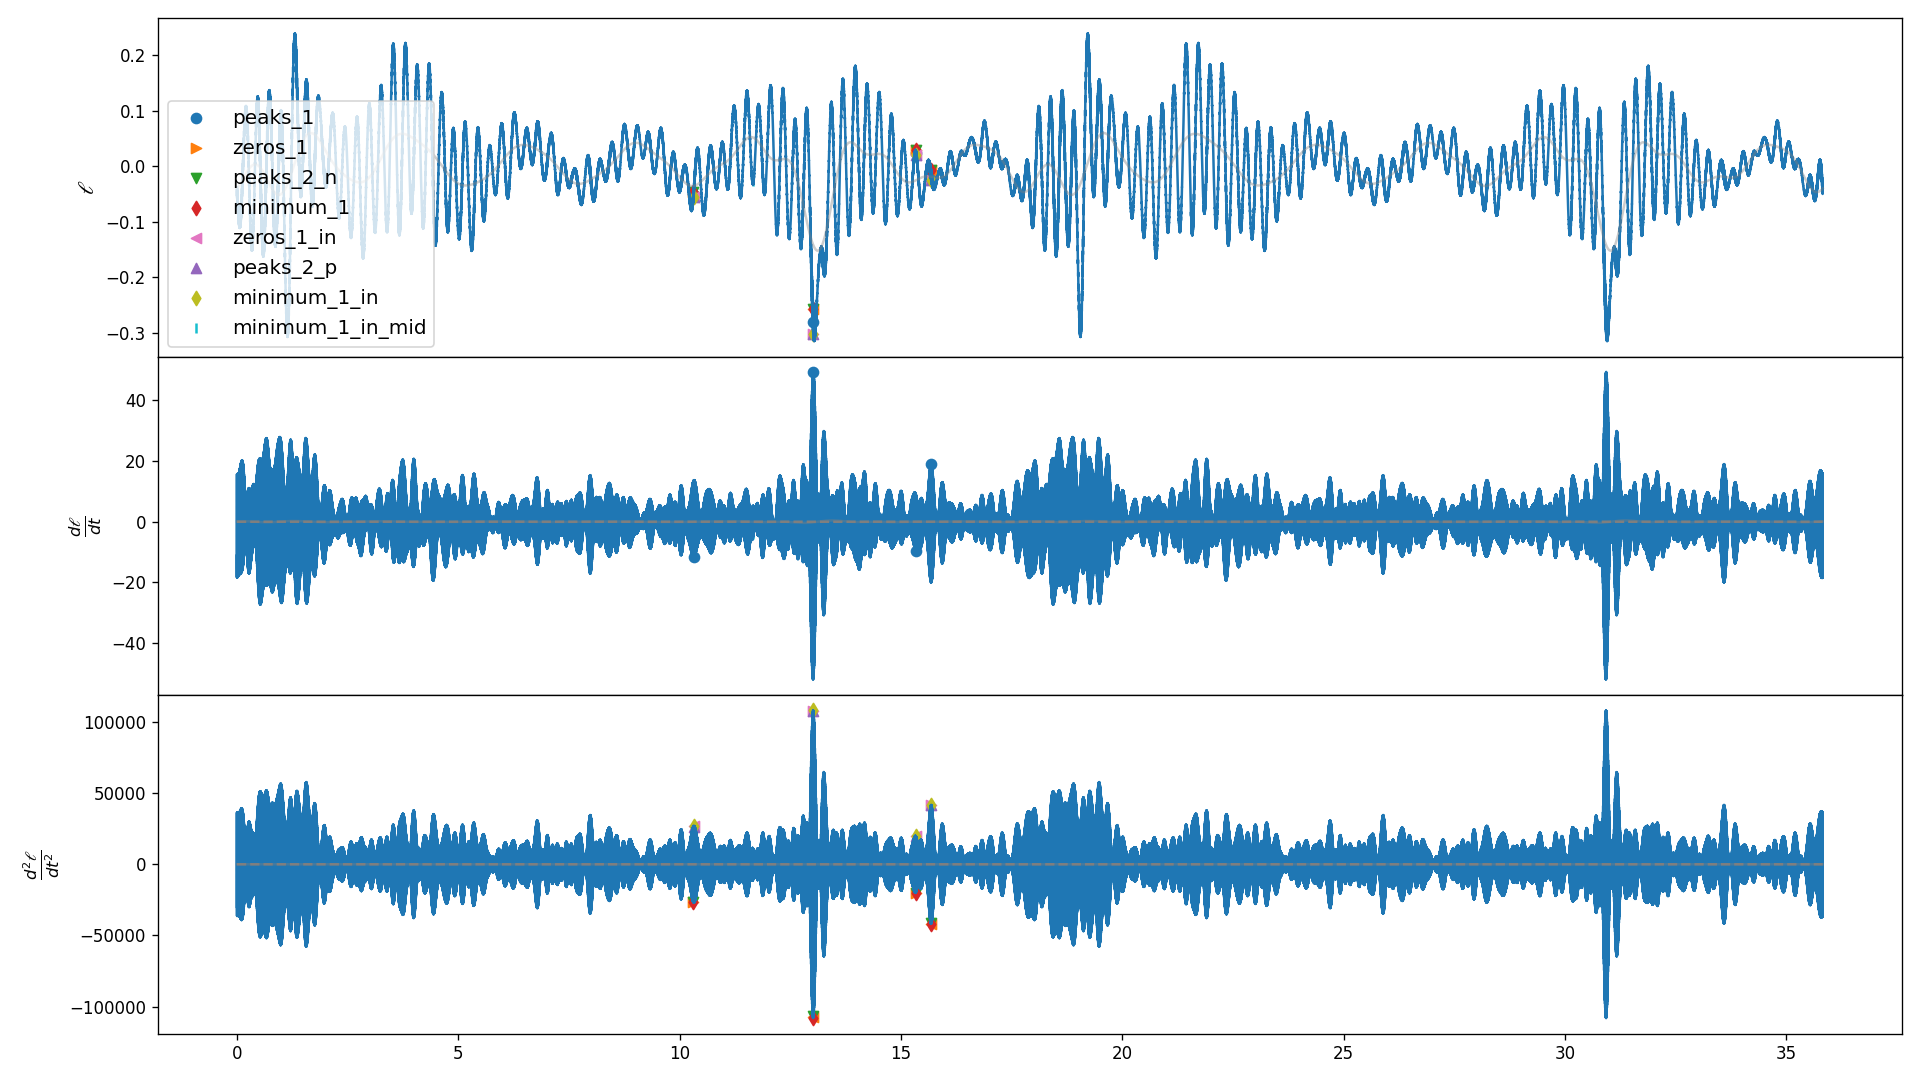 0.2
0.1
0.0
−0.1
−0.2
−0.3
ℓ
peaks_1
zeros_1
peaks_2_n
minimum_1
zeros_1_in
peaks_2_p
minimum_1_in
minimum_1_in_mid
40
20
0
−20
−40
dℓ
dt
100000
50000
0
−50000
−100000
d²ℓ
dt²
0 5 10 15 20 25 30 35